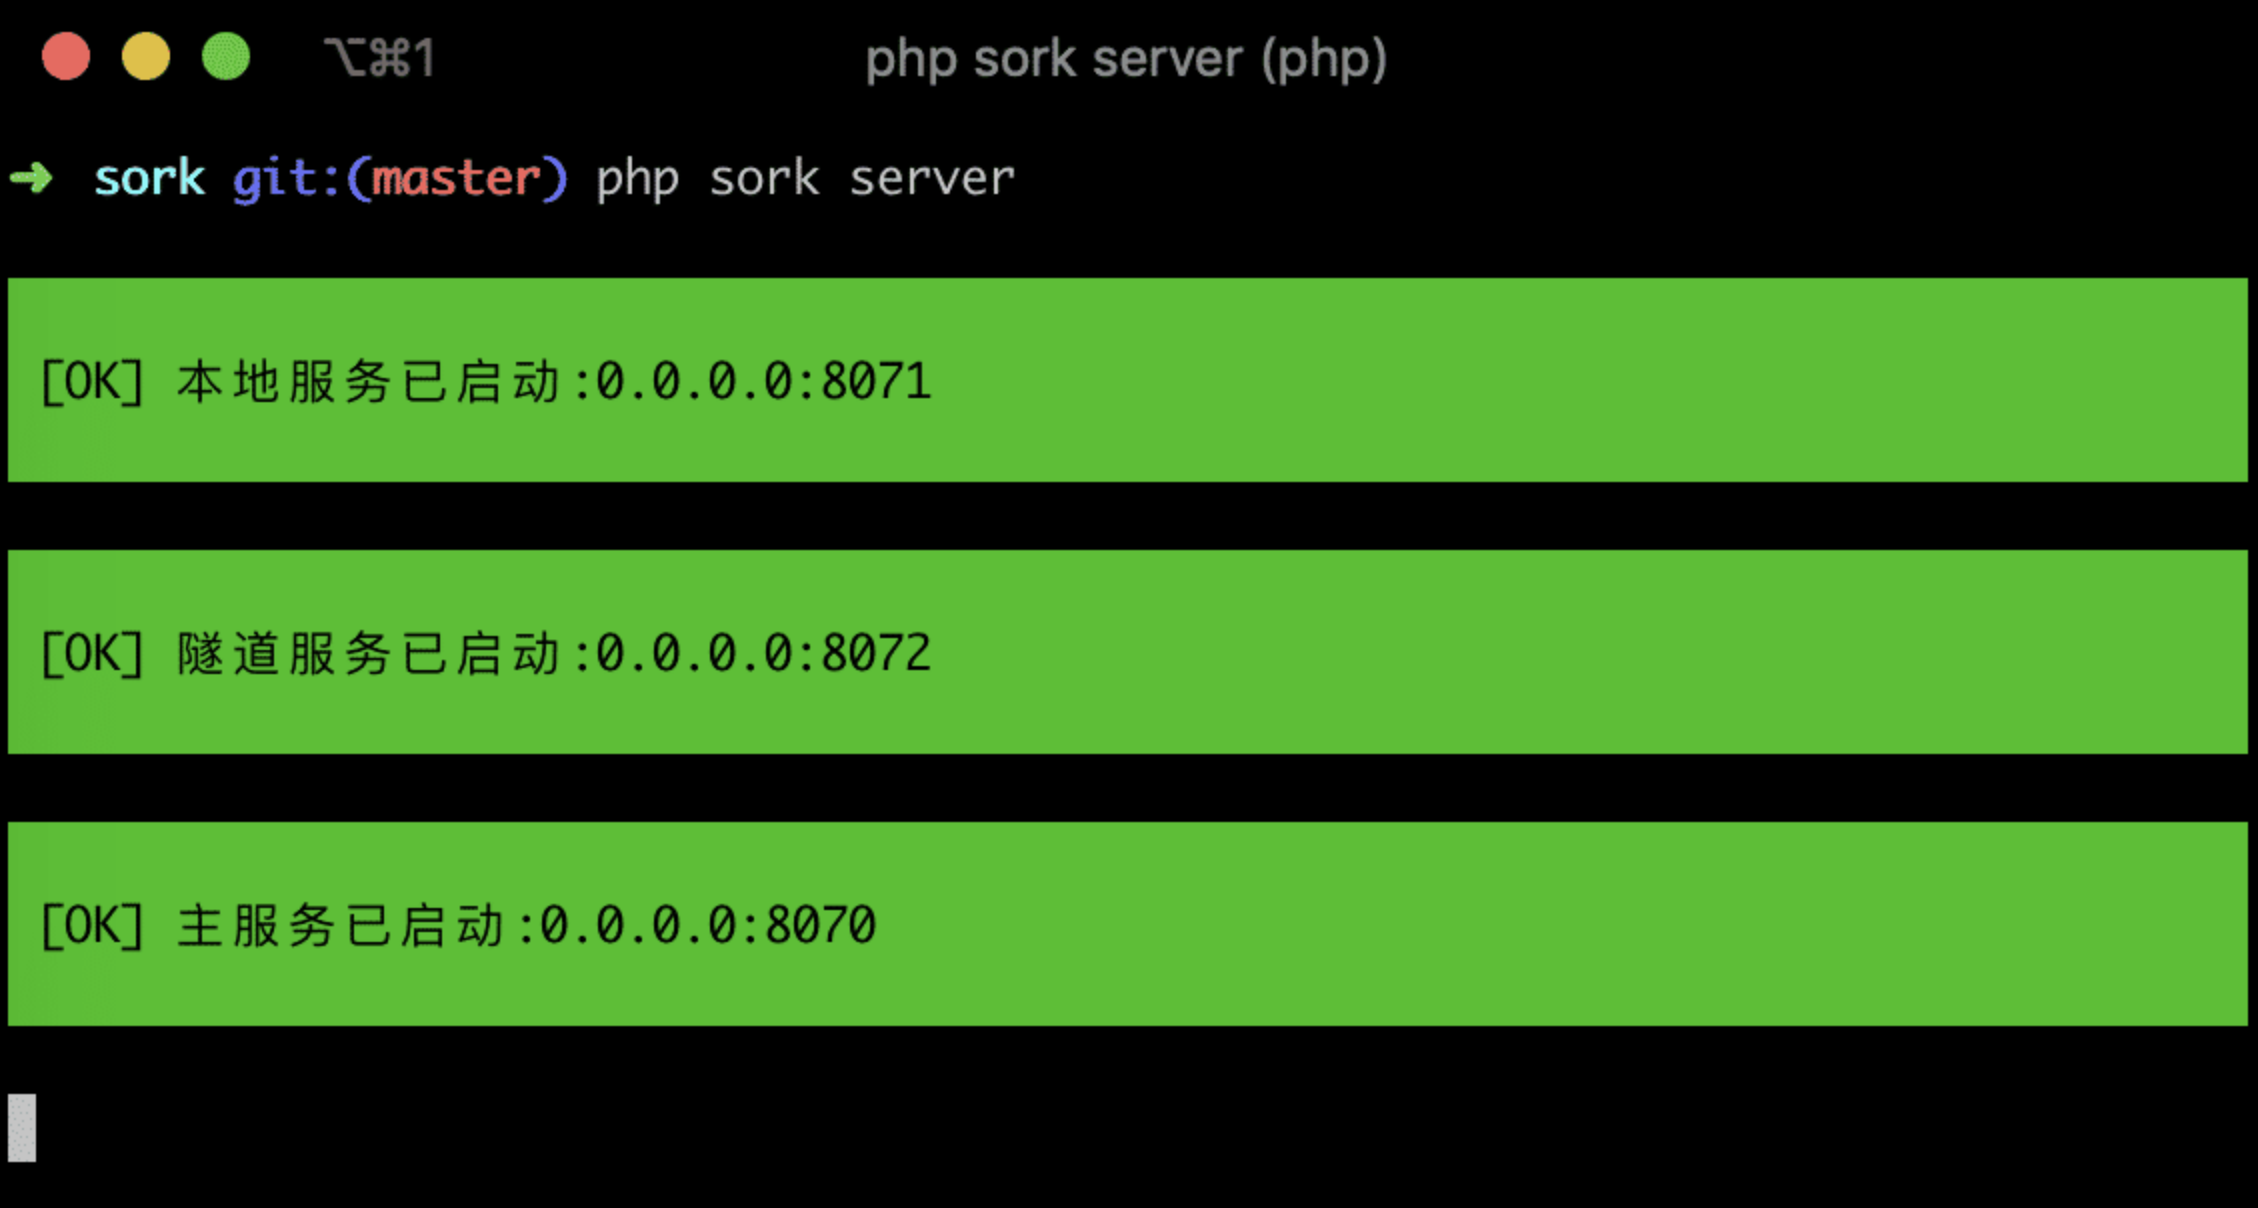 ⌥⌘1 php sork server (php)
➜ sork git:(master) php sork server
[OK] 本地服务已启动:0.0.0.0:8071
[OK] 隧道服务已启动:0.0.0.0:8072
[OK] 主服务已启动:0.0.0.0:8070